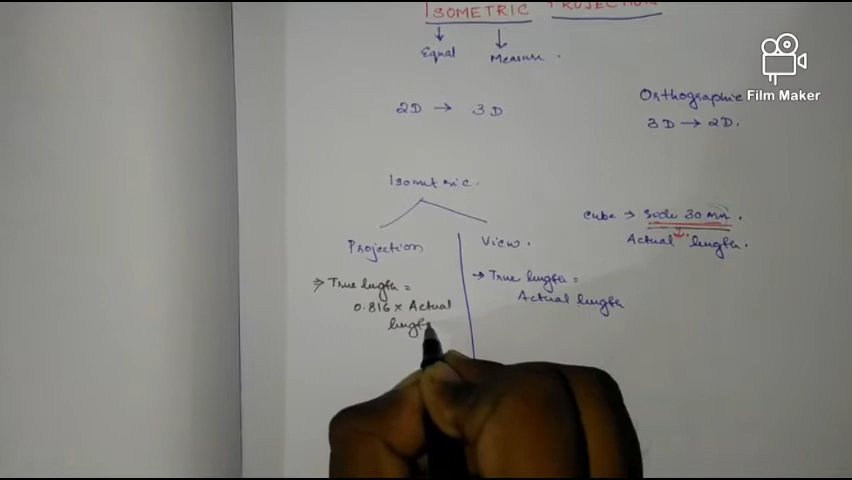 ISOMETRIC PROJECTION
Equal
Measure.
2D → 3D
Orthographic
3D → 2D.
Film Maker
Isometric.
Projection
View.
Cube → Side 30 mm.
Actual length.
⇒ True length =
0.816 × Actual
length
→ True length =
Actual length